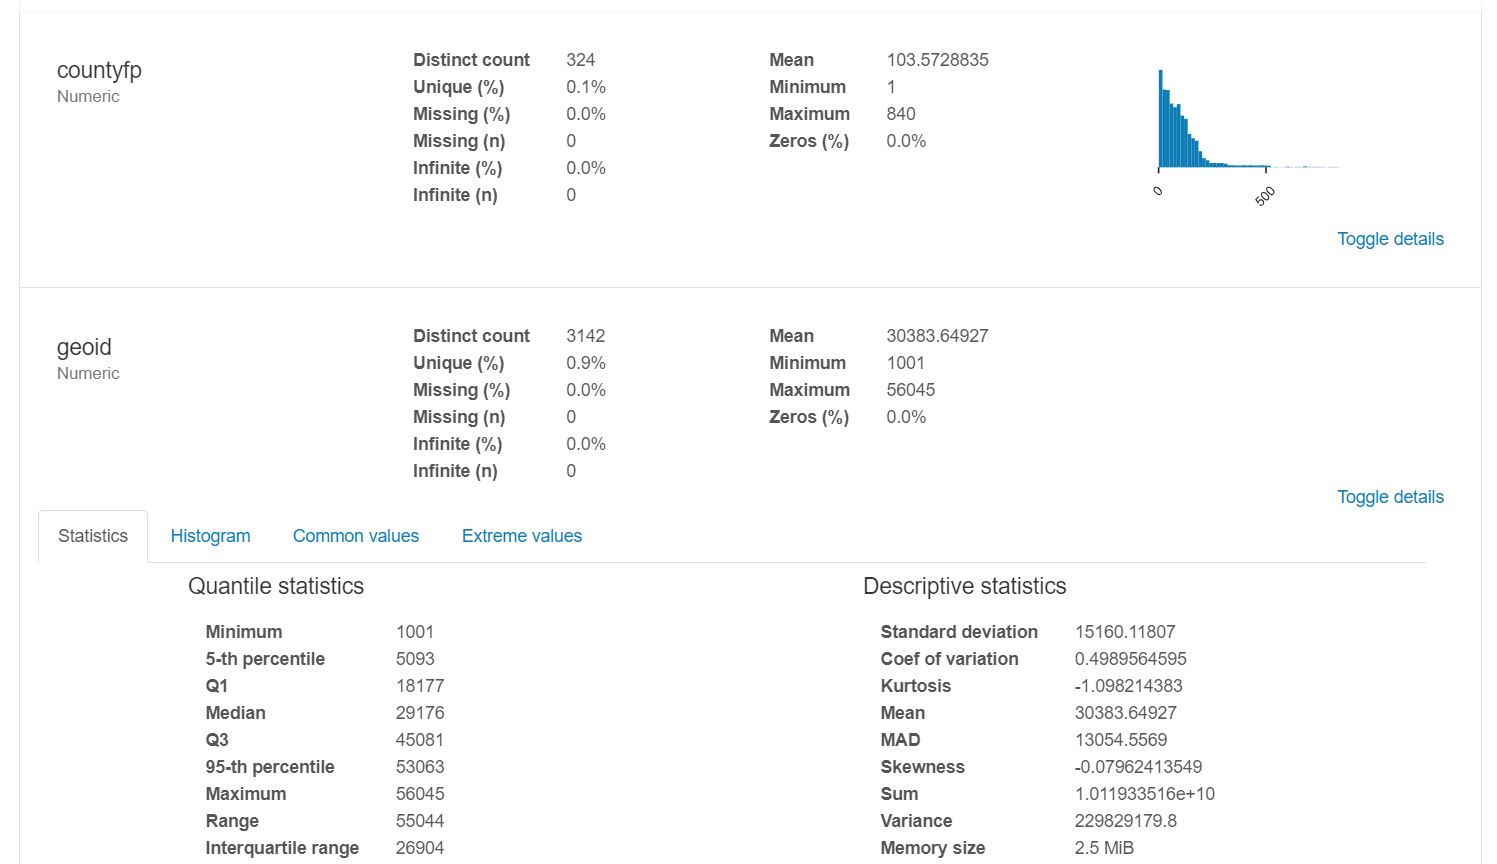 countyfp
Numeric
Distinct count 324
Unique (%) 0.1%
Missing (%) 0.0%
Missing (n) 0
Infinite (%) 0.0%
Infinite (n) 0
Mean 103.5728835
Minimum 1
Maximum 840
Zeros (%) 0.0%
0 500
Toggle details
geoid
Numeric
Distinct count 3142
Unique (%) 0.9%
Missing (%) 0.0%
Missing (n) 0
Infinite (%) 0.0%
Infinite (n) 0
Mean 30383.64927
Minimum 1001
Maximum 56045
Zeros (%) 0.0%
Toggle details
Statistics Histogram Common values Extreme values
Quantile statistics
Minimum 1001
5-th percentile 5093
Q1 18177
Median 29176
Q3 45081
95-th percentile 53063
Maximum 56045
Range 55044
Interquartile range 26904
Descriptive statistics
Standard deviation 15160.11807
Coef of variation 0.4989564595
Kurtosis -1.098214383
Mean 30383.64927
MAD 13054.5569
Skewness -0.07962413549
Sum 1.011933516e+10
Variance 229829179.8
Memory size 2.5 MiB